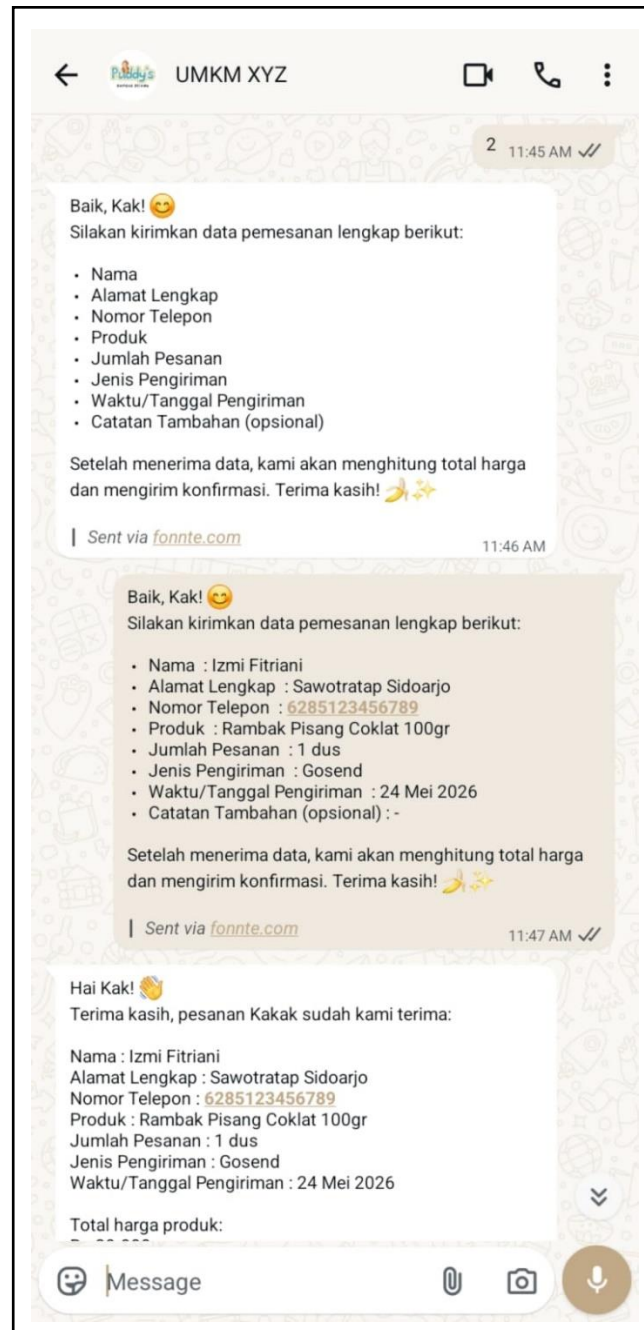 Puddy's
UMKM XYZ
2 11:45 AM
Baik, Kak! 😊
Silakan kirimkan data pemesanan lengkap berikut:
• Nama
• Alamat Lengkap
• Nomor Telepon
• Produk
• Jumlah Pesanan
• Jenis Pengiriman
• Waktu/Tanggal Pengiriman
• Catatan Tambahan (opsional)
Setelah menerima data, kami akan menghitung total harga
dan mengirim konfirmasi. Terima kasih! 🍌✨
Sent via fonnte.com
11:46 AM
Baik, Kak! 😊
Silakan kirimkan data pemesanan lengkap berikut:
• Nama : Izmi Fitriani
• Alamat Lengkap : Sawotratap Sidoarjo
• Nomor Telepon : 6285123456789
• Produk : Rambak Pisang Coklat 100gr
• Jumlah Pesanan : 1 dus
• Jenis Pengiriman : Gosend
• Waktu/Tanggal Pengiriman : 24 Mei 2026
• Catatan Tambahan (opsional) : -
Setelah menerima data, kami akan menghitung total harga
dan mengirim konfirmasi. Terima kasih! 🍌✨
Sent via fonnte.com
11:47 AM
Hai Kak! 👋
Terima kasih, pesanan Kakak sudah kami terima:
Nama : Izmi Fitriani
Alamat Lengkap : Sawotratap Sidoarjo
Nomor Telepon : 6285123456789
Produk : Rambak Pisang Coklat 100gr
Jumlah Pesanan : 1 dus
Jenis Pengiriman : Gosend
Waktu/Tanggal Pengiriman : 24 Mei 2026
Total harga produk:
Message